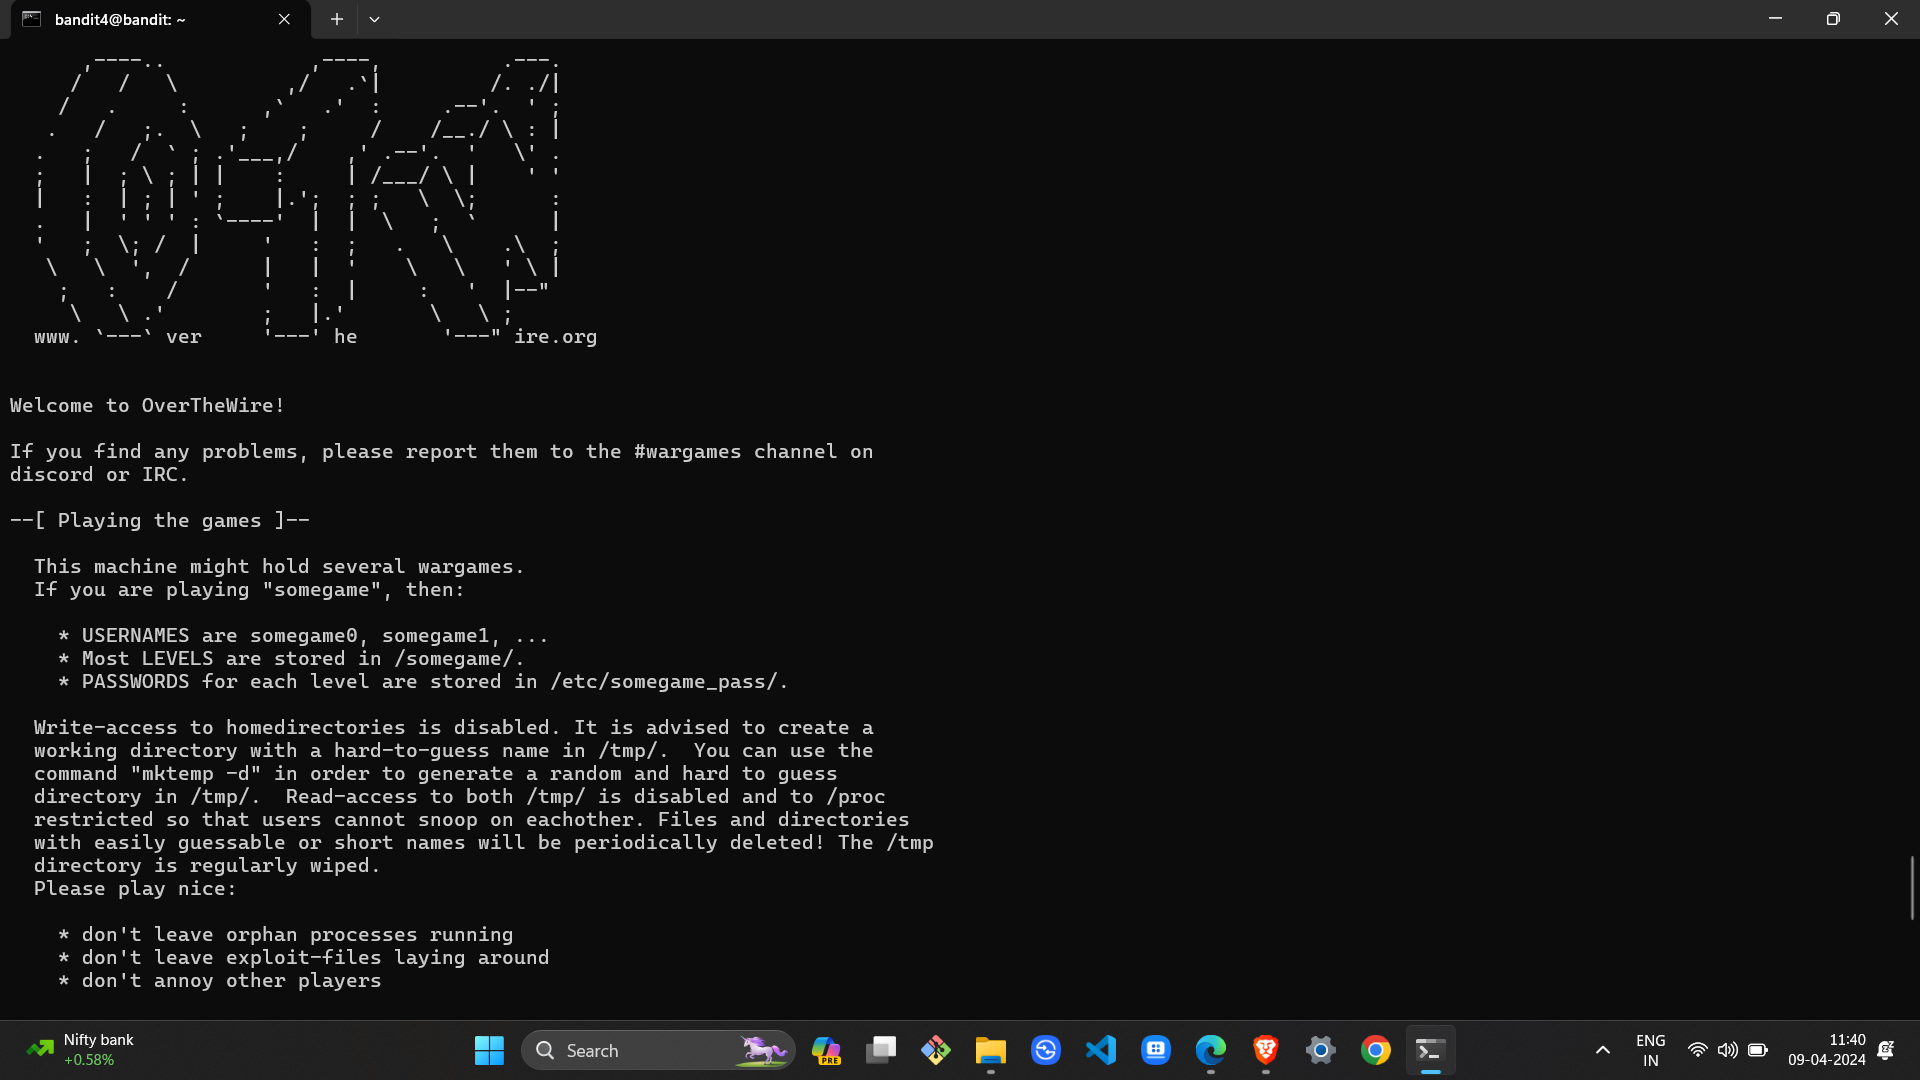 bandit4@bandit: ~
      ,----..            ,----,          .---.
     /   /   \         ,/   .`|         /. ./|
    /   .     :      ,`   .'  :     .--'.  ' ;
   .   /   ;.  \   ;    ;     /    /__./ \ : |
  .   ;   /  ` ; .'___,/    ,' .--'.  '   \' .
  ;   |  ; \ ; | |    :     | /___/ \ |    ' '
  |   :  | ; | ' ;    |.';  ; ;   \  \;      :
  .   |  ' ' ' : `----'  |  |  \   ;  `      |
  '   ;  \; /  |     '   :  ;   .   \    .\  ;
   \   \  ',  /      |   |  '    \   \   ' \ |
    ;   :    /       '   :  |     :   '  |--"
     \   \ .'        ;   |.'       \   \ ;
  www. `---` ver     '---' he       '---" ire.org
Welcome to OverTheWire!
If you find any problems, please report them to the #wargames channel on
discord or IRC.
--[ Playing the games ]--
This machine might hold several wargames.
If you are playing "somegame", then:
* USERNAMES are somegame0, somegame1, ...
* Most LEVELS are stored in /somegame/.
* PASSWORDS for each level are stored in /etc/somegame_pass/.
Write-access to homedirectories is disabled. It is advised to create a
working directory with a hard-to-guess name in /tmp/.  You can use the
command "mktemp -d" in order to generate a random and hard to guess
directory in /tmp/.  Read-access to both /tmp/ is disabled and to /proc
restricted so that users cannot snoop on eachother. Files and directories
with easily guessable or short names will be periodically deleted! The /tmp
directory is regularly wiped.
Please play nice:
* don't leave orphan processes running
* don't leave exploit-files laying around
* don't annoy other players
Nifty bank
+0.58%
Search
PRE
ENG
IN
11:40
09-04-2024